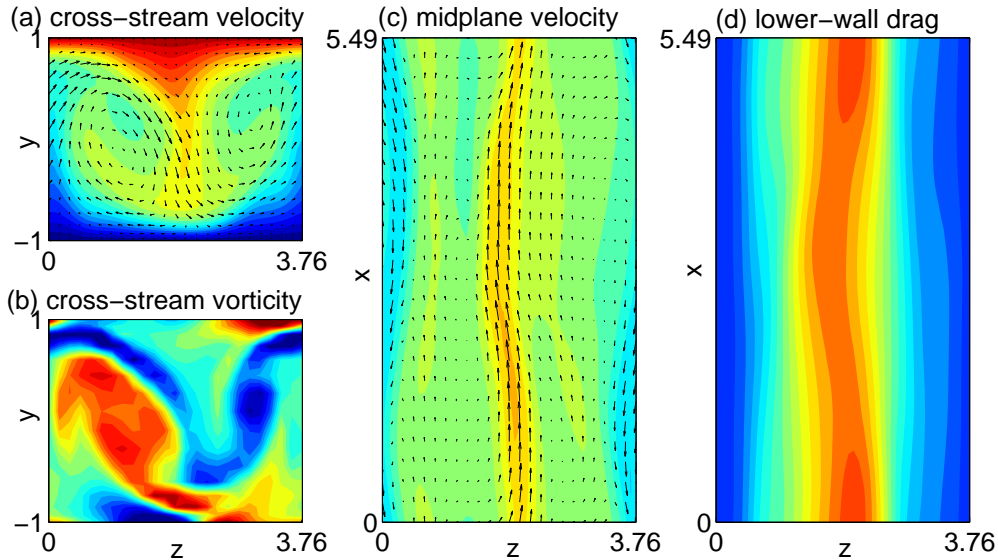 (a) cross−stream velocity
1
y
−1
0
3.76
(b) cross−stream vorticity
1
y
−1
0
z
3.76
(c) midplane velocity
5.49
x
0
0
z
3.76
(d) lower−wall drag
5.49
x
0
0
z
3.76